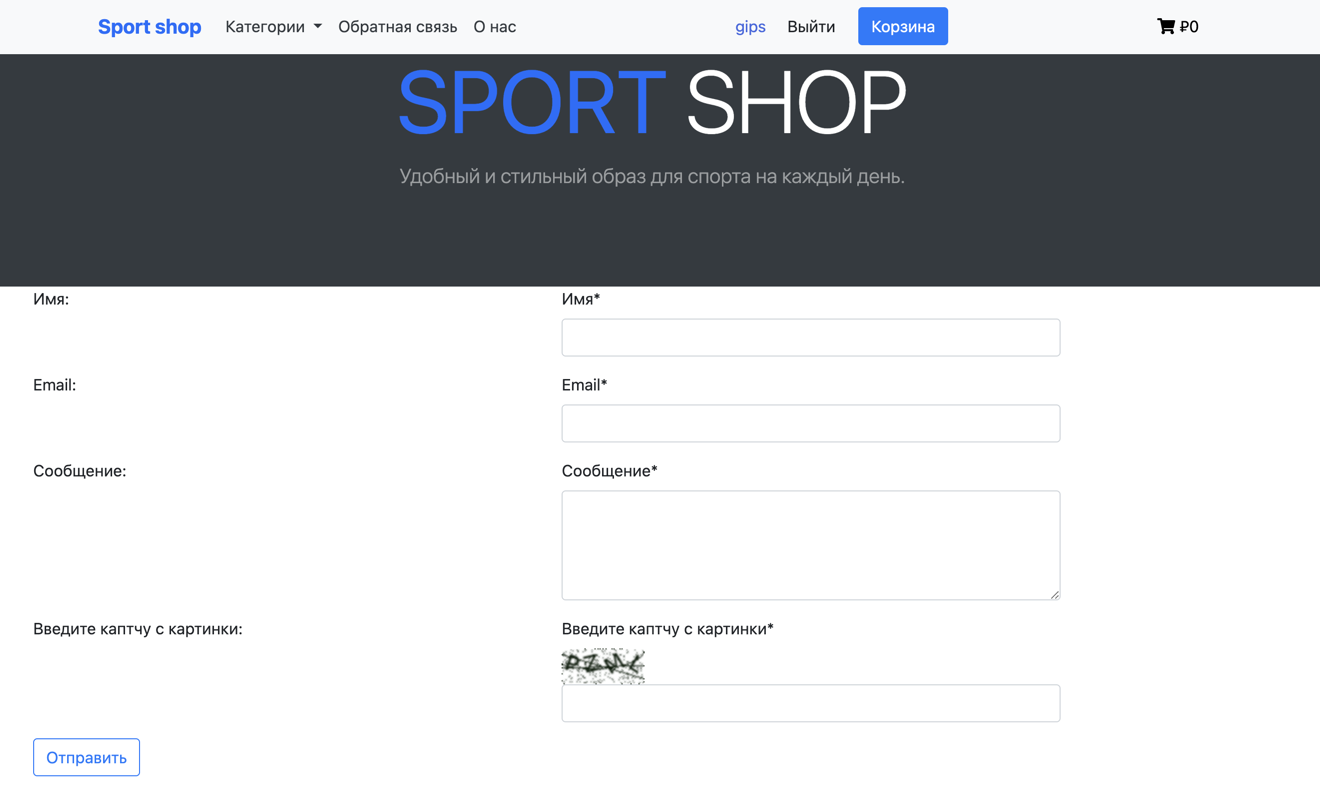 Sport shop Категории Обратная связь О нас gips Выйти Корзина ₽0
SPORT SHOP
Удобный и стильный образ для спорта на каждый день.
Имя: Имя*
Email: Email*
Сообщение: Сообщение*
Введите каптчу с картинки: Введите каптчу с картинки*
Отправить